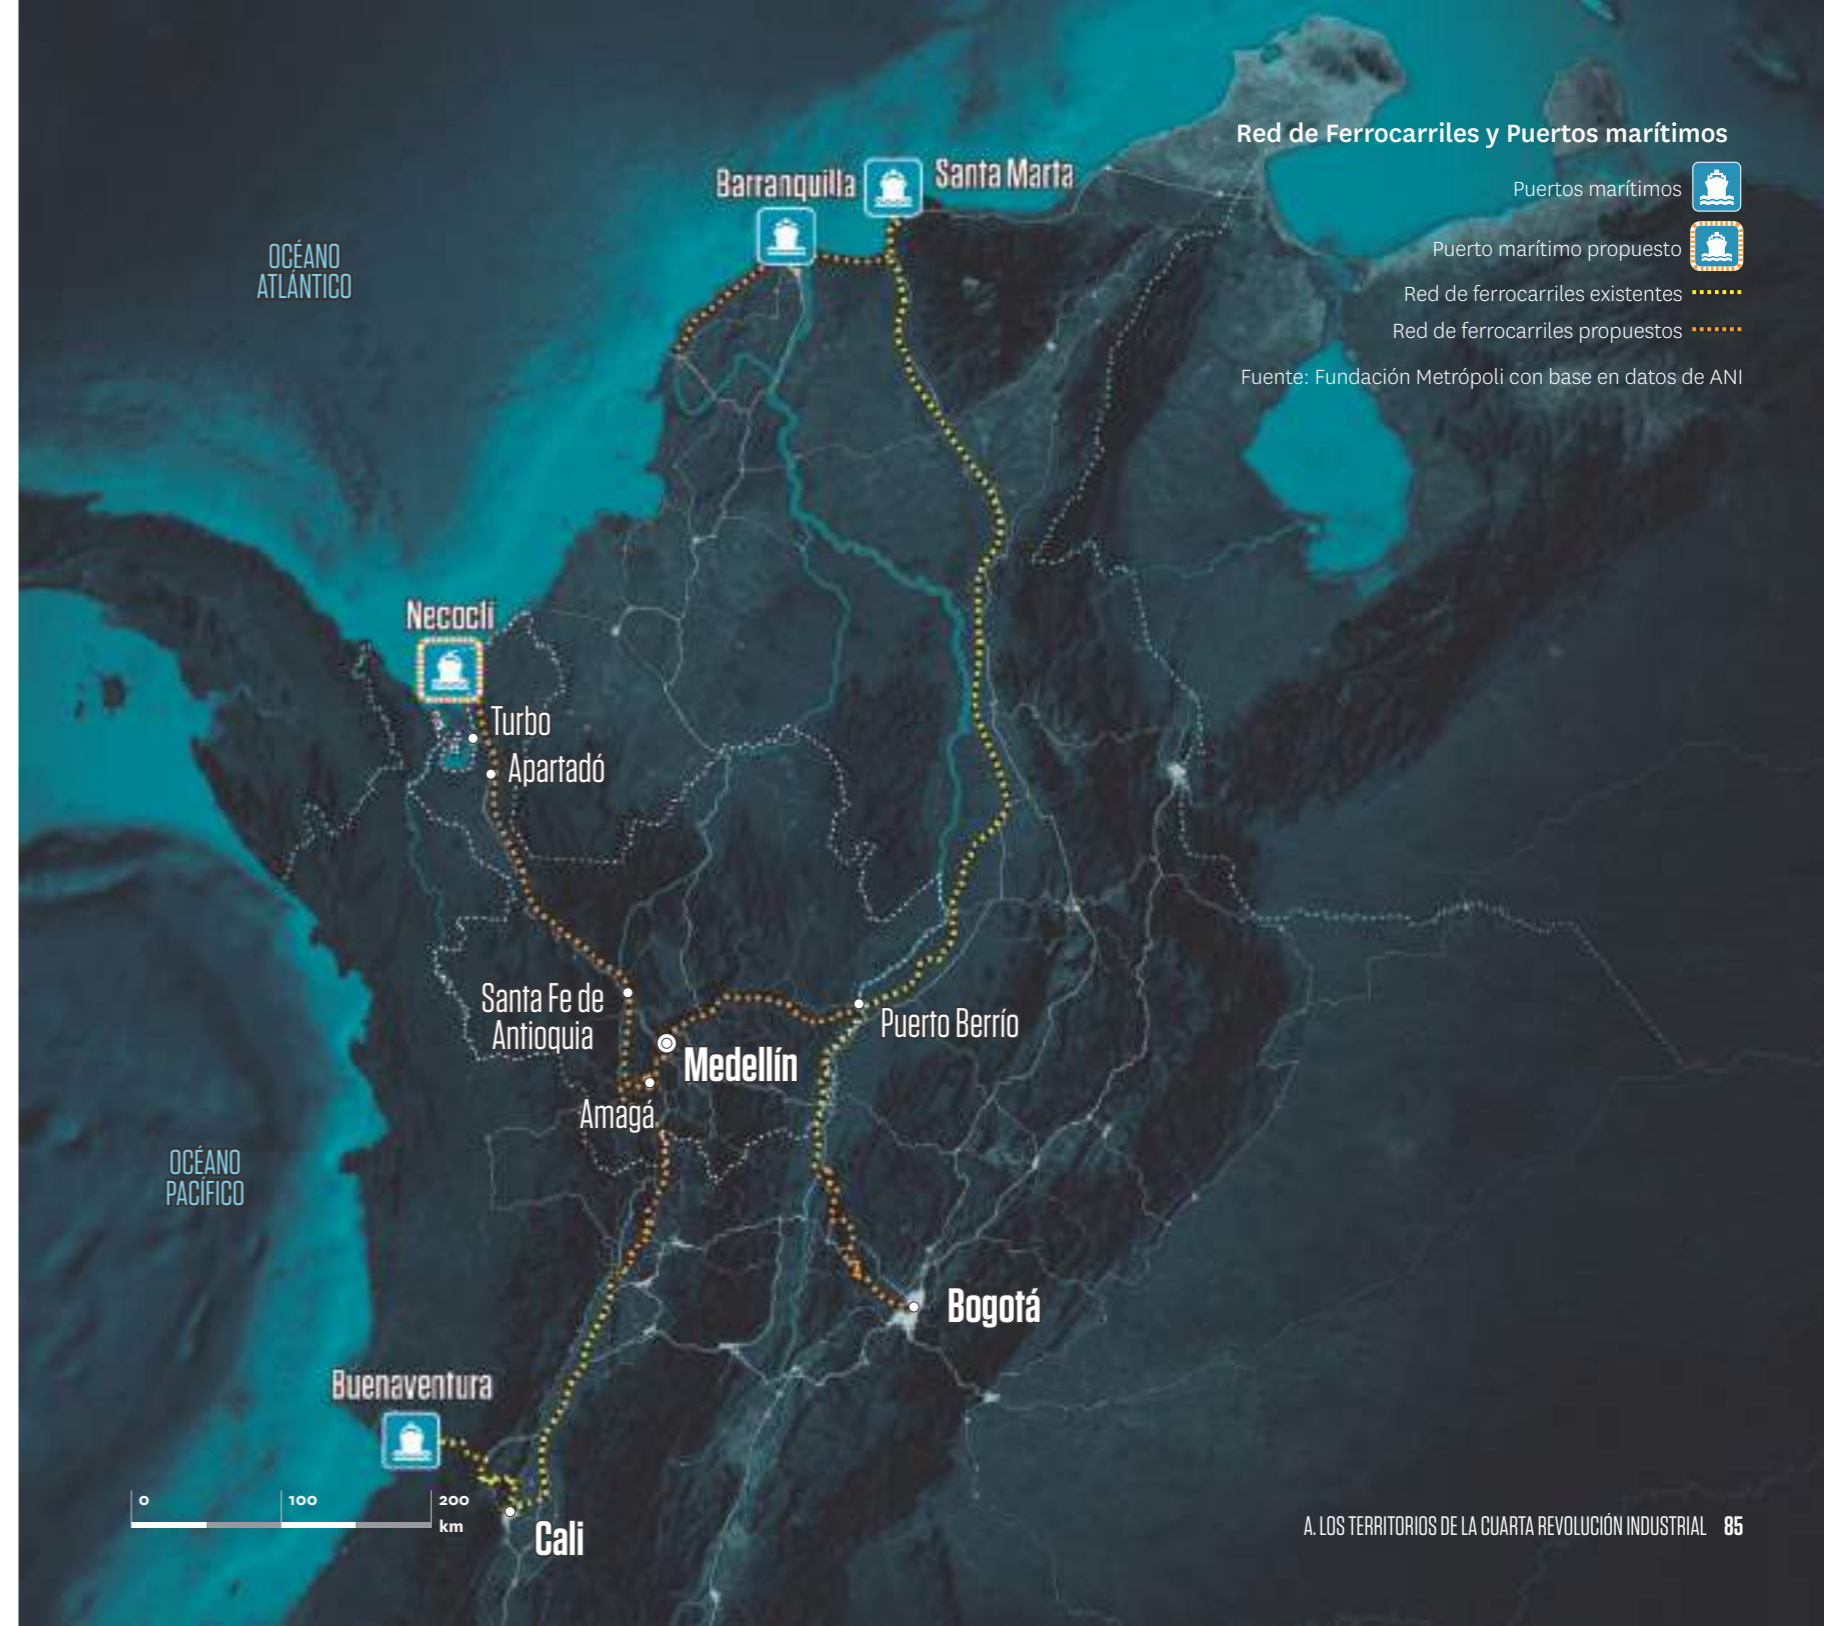 Red de Ferrocarriles y Puertos marítimos
Puertos marítimos
Puerto marítimo propuesto
Red de ferrocarriles existentes
Red de ferrocarriles propuestos
Fuente: Fundación Metrópoli con base en datos de ANI
Barranquilla
Santa Marta
OCÉANO
ATLÁNTICO
Necoclí
Turbo
Apartadó
Santa Fe de
Antioquia
Puerto Berrío
Medellín
Amagá
OCÉANO
PACÍFICO
Bogotá
Buenaventura
Cali
0 100 200
km
A. LOS TERRITORIOS DE LA CUARTA REVOLUCIÓN INDUSTRIAL 85